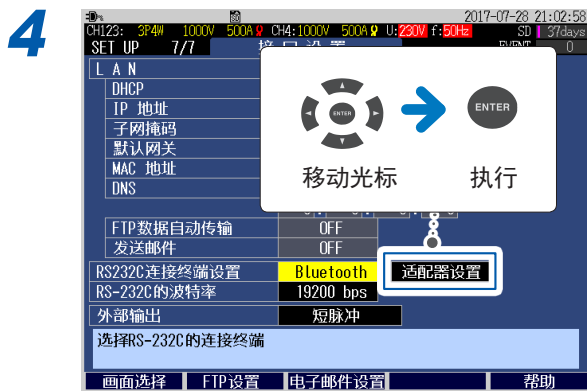 4
2017-07-28 21:02:58
CH123: 3P4W 1000V 500A CH4:1000V 500A U:230V f:50Hz SD 37days
SET UP 7/7 接口设置 EVENT 0
LAN
DHCP
IP 地址
子网掩码
默认网关
MAC 地址
DNS
ENTER
ENTER
移动光标 执行
FTP数据自动传输 OFF
发送邮件 OFF
RS232C连接终端设置 Bluetooth 适配器设置
RS-232C的波特率 19200 bps
外部输出 短脉冲
选择RS-232C的连接终端
画面选择 FTP设置 电子邮件设置 帮助